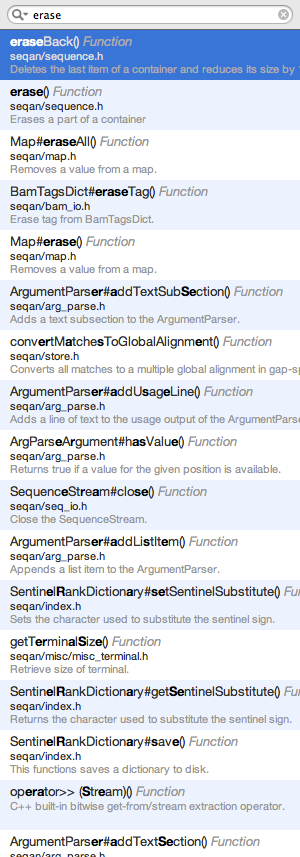 erase
eraseBack() Function
seqan/sequence.h
Deletes the last item of a container and reduces its size by
erase() Function
seqan/sequence.h
Erases a part of a container
Map#eraseAll() Function
seqan/map.h
Removes a value from a map.
BamTagsDict#eraseTag() Function
seqan/bam_io.h
Erase tag from BamTagsDict.
Map#erase() Function
seqan/map.h
Removes a value from a map.
ArgumentParser#addTextSubSection() Function
seqan/arg_parse.h
Adds a text subsection to the ArgumentParser.
convertMatchesToGlobalAlignment() Function
seqan/store.h
Converts all matches to a multiple global alignment in gap-sp
ArgumentParser#addUsageLine() Function
seqan/arg_parse.h
Adds a line of text to the usage output of the ArgumentParse
ArgParseArgument#hasValue() Function
seqan/arg_parse.h
Returns true if a value for the given position is available.
SequenceStream#close() Function
seqan/seq_io.h
Close the SequenceStream.
ArgumentParser#addListItem() Function
seqan/arg_parse.h
Appends a list item to the ArgumentParser.
SentinelRankDictionary#setSentinelSubstitute() Fu
seqan/index.h
Sets the character used to substitute the sentinel sign.
getTerminalSize() Function
seqan/misc/misc_terminal.h
Retrieve size of terminal.
SentinelRankDictionary#getSentinelSubstitute() Fu
seqan/index.h
Returns the character used to substitute the sentinel sign.
SentinelRankDictionary#save() Function
seqan/index.h
This functions saves a dictionary to disk.
operator>> (Stream)() Function
C++ built-in bitwise get-from/stream extraction operator.
ArgumentParser#addTextSection() Function
seqan/arg_parse.h